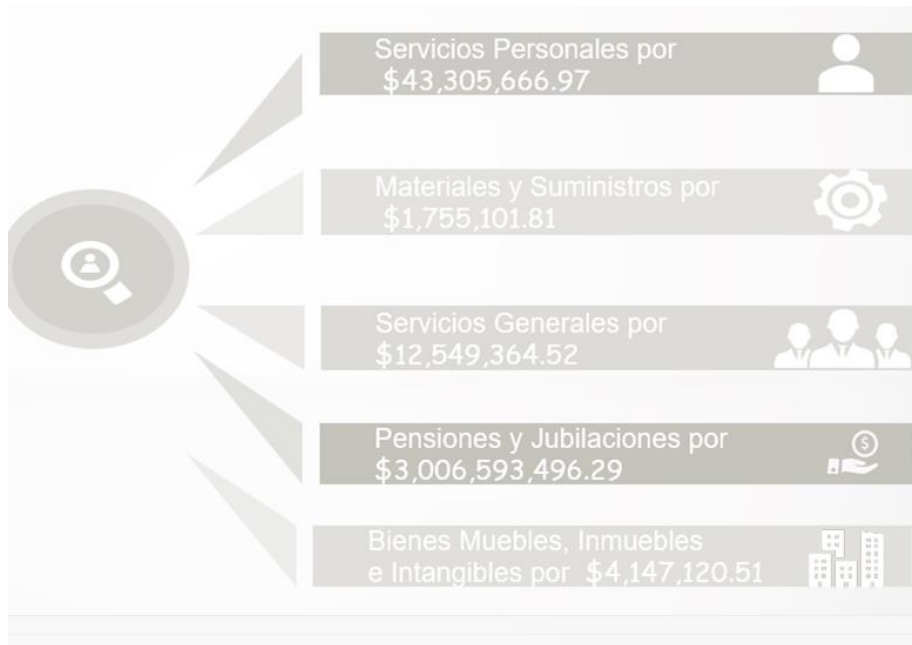 Servicios Personales por
$43,305,666.97
Materiales y Suministros por
$1,755,101.81
Servicios Generales por
$12,549,364.52
Pensiones y Jubilaciones por
$3,006,593,496.29
Bienes Muebles, Inmuebles
e Intangibles por $4,147,120.51